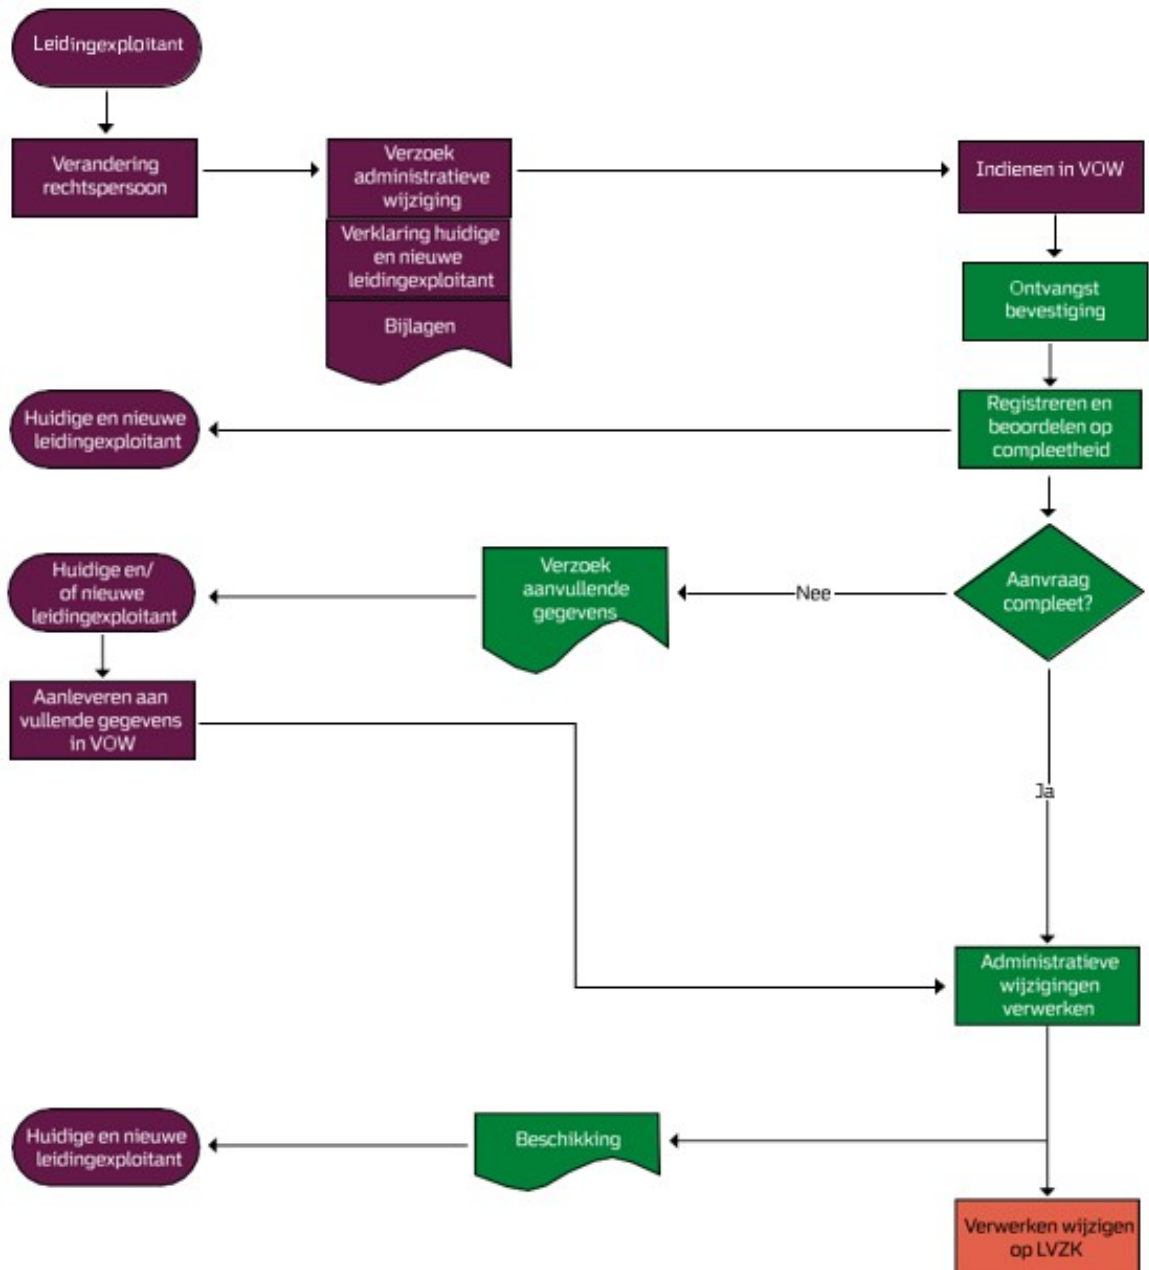 Leidingexploitant
Verandering
rechtspersoon
Verzoek
administratieve
wijziging
Verklaring huidige
en nieuwe
leidingexploitant
Bijlagen
Indienen in VOW
Ontvangst
bevestiging
Registreren en
beoordelen op
compleetheid
Huidige en nieuwe
leidingexploitant
Aanvraag
compleet?
Nee
Verzoek
aanvullende
gegevens
Huidige en/
of nieuwe
leidingexploitant
Aanleveren aan
vullende gegevens
in VOW
Ja
Administratieve
wijzigingen
verwerken
Beschikking
Huidige en nieuwe
leidingexploitant
Verwerken wijzigen
op LVZK